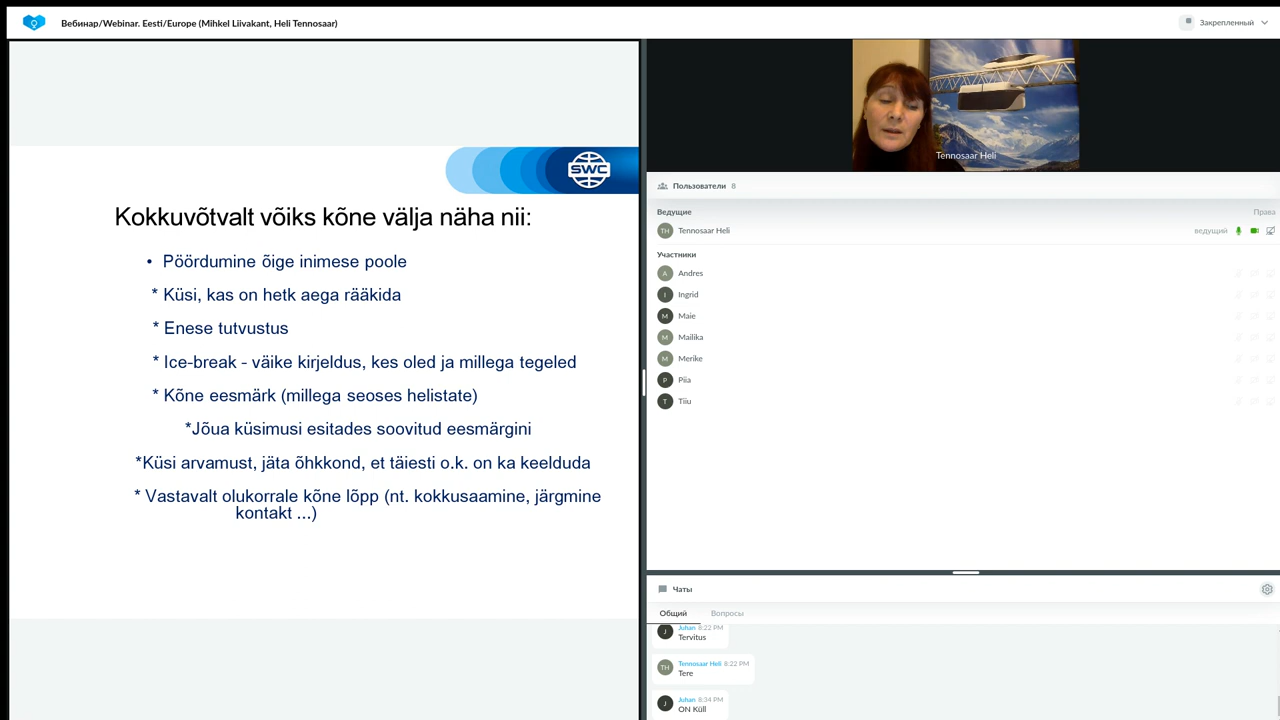 Вебинар/Webinar. Eesti/Europe (Mihkel Liivakant, Heli Tennosaar)
Закрепленный
SWC
Kokkuvõtvalt võiks kõne välja näha nii:
• Pöördumine õige inimese poole
* Küsi, kas on hetk aega rääkida
* Enese tutvustus
* Ice-break - väike kirjeldus, kes oled ja millega tegeled
* Kõne eesmärk (millega seoses helistate)
*Jõua küsimusi esitades soovitud eesmärgini
*Küsi arvamust, jäta õhkkond, et täiesti o.k. on ka keelduda
* Vastavalt olukorrale kõne lõpp (nt. kokkusaamine, järgmine
kontakt ...)
Tennosaar Heli
Пользователи 8
Ведущие Права
TH Tennosaar Heli ведущий
Участники
A Andres
I Ingrid
M Maie
M Mailika
M Merike
P Piia
T Tiiu
Чаты
Общий Вопросы
J Juhan 8:22 PM
Tervitus
TH Tennosaar Heli 8:22 PM
Tere
J Juhan 8:34 PM
ON Küll